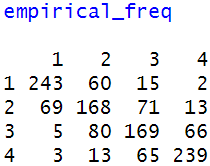 empirical_freq
1 2 3 4
1 243 60 15 2
2 69 168 71 13
3 5 80 169 66
4 3 13 65 239